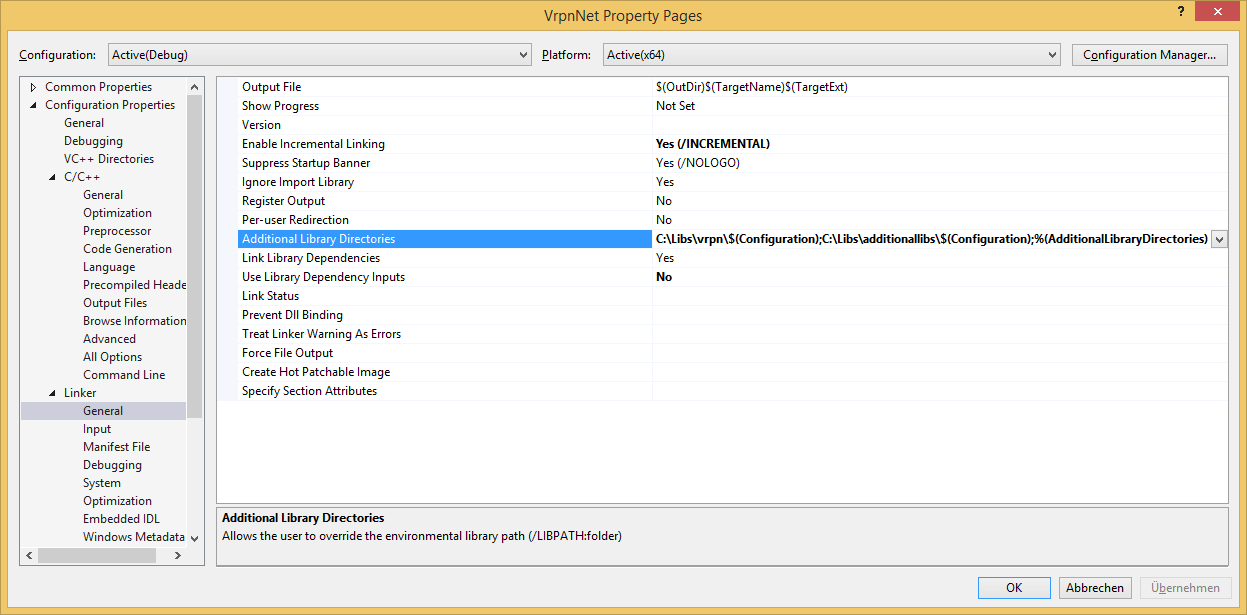 VrpnNet Property Pages
?
Configuration: Active(Debug) Platform: Active(x64) Configuration Manager...
Common Properties
Configuration Properties
General
Debugging
VC++ Directories
C/C++
General
Optimization
Preprocessor
Code Generation
Language
Precompiled Heade
Output Files
Browse Information
Advanced
All Options
Command Line
Linker
General
Input
Manifest File
Debugging
System
Optimization
Embedded IDL
Windows Metadata
Output File $(OutDir)$(TargetName)$(TargetExt)
Show Progress Not Set
Version
Enable Incremental Linking Yes (/INCREMENTAL)
Suppress Startup Banner Yes (/NOLOGO)
Ignore Import Library Yes
Register Output No
Per-user Redirection No
Additional Library Directories C:\Libs\vrpn\$(Configuration);C:\Libs\additionallibs\$(Configuration);%(AdditionalLibraryDirectories)
Link Library Dependencies Yes
Use Library Dependency Inputs No
Link Status
Prevent Dll Binding
Treat Linker Warning As Errors
Force File Output
Create Hot Patchable Image
Specify Section Attributes
Additional Library Directories
Allows the user to override the environmental library path (/LIBPATH:folder)
OK Abbrechen Übernehmen